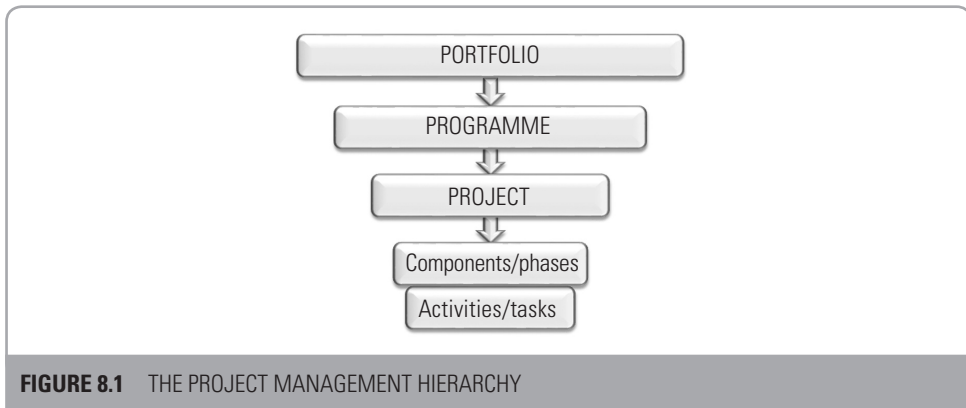 PORTFOLIO
PROGRAMME
PROJECT
Components/phases
Activities/tasks
FIGURE 8.1 THE PROJECT MANAGEMENT HIERARCHY